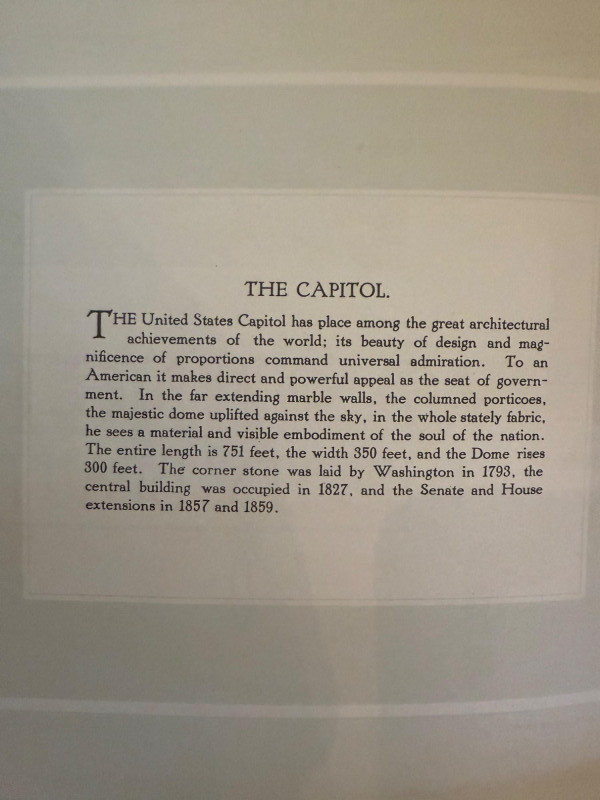 THE CAPITOL.
THE United States Capitol has place among the great architectural
achievements of the world; its beauty of design and mag-
nificence of proportions command universal admiration. To an
American it makes direct and powerful appeal as the seat of govern-
ment. In the far extending marble walls, the columned porticoes,
the majestic dome uplifted against the sky, in the whole stately fabric,
he sees a material and visible embodiment of the soul of the nation.
The entire length is 751 feet, the width 350 feet, and the Dome rises
300 feet. The corner stone was laid by Washington in 1793, the
central building was occupied in 1827, and the Senate and House
extensions in 1857 and 1859.